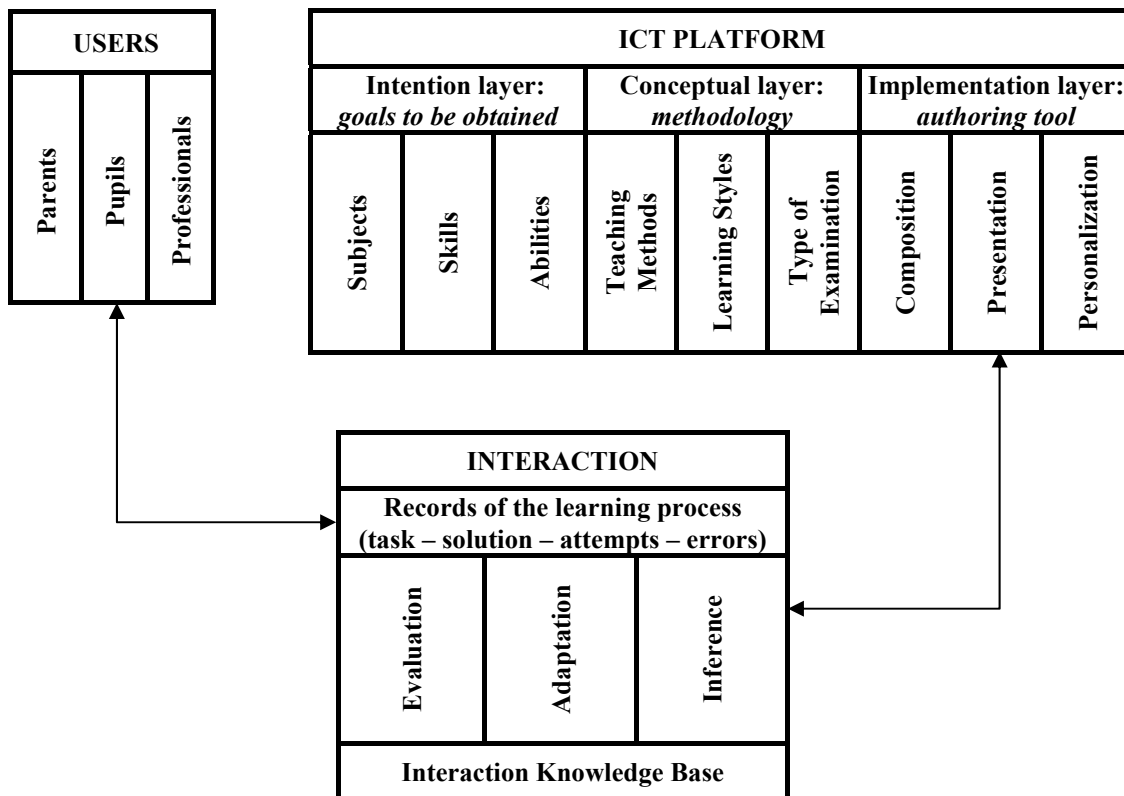 USERS
Parents
Pupils
Professionals
ICT PLATFORM
Intention layer:
goals to be obtained
Conceptual layer:
methodology
Implementation layer:
authoring tool
Subjects
Skills
Abilities
Teaching
Methods
Learning Styles
Type of
Examination
Composition
Presentation
Personalization
INTERACTION
Records of the learning process
(task – solution – attempts – errors)
Evaluation
Adaptation
Inference
Interaction Knowledge Base